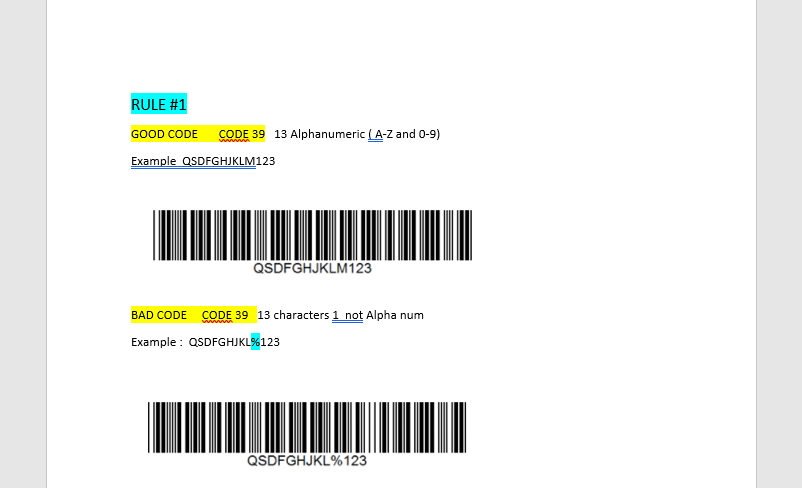 RULE #1
GOOD CODE CODE 39 13 Alphanumeric ( A-Z and 0-9)
Example QSDFGHJKLM123
QSDFGHJKLM123
BAD CODE CODE 39 13 characters 1 not Alpha num
Example : QSDFGHJKL%123
QSDFGHJKL%123